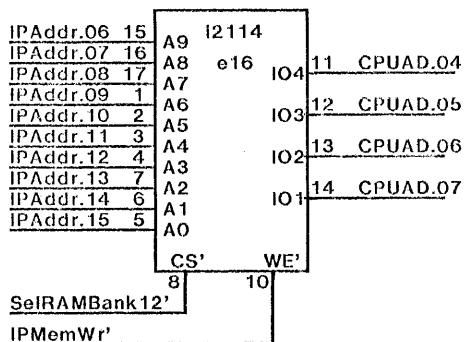 IPAddr.06 15 A9 i2114
IPAddr.07 16 A8 e16 IO4 11 CPUAD.04
IPAddr.08 17 A7
IPAddr.09 1 A6 IO3 12 CPUAD.05
IPAddr.10 2 A5
IPAddr.11 3 A4 IO2 13 CPUAD.06
IPAddr.12 4 A3
IPAddr.13 7 A2 IO1 14 CPUAD.07
IPAddr.14 6 A1
IPAddr.15 5 A0
CS' WE'
8 10
SelRAMBank12'
IPMemWr'